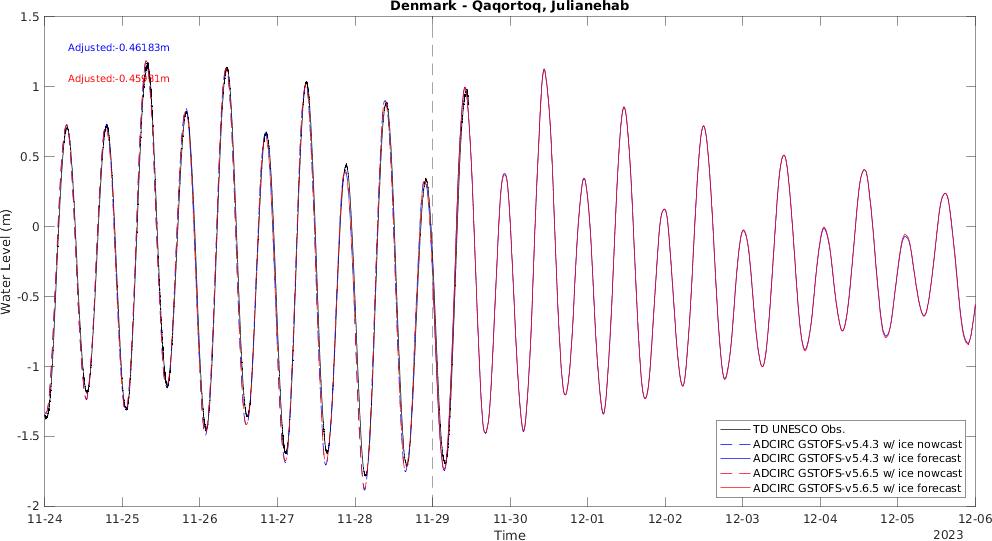 Denmark - Qaqortoq, Julianehab
Adjusted:-0.46183m
Water Level (m)
1.5
1
0.5
0
-0.5
-1
-1.5
-2
TD UNESCO Obs.
ADCIRC GSTOFS-v5.4.3 w/ ice nowcast
ADCIRC GSTOFS-v5.4.3 w/ ice forecast
ADCIRC GSTOFS-v5.6.5 w/ ice nowcast
ADCIRC GSTOFS-v5.6.5 w/ ice forecast
11-24 11-25 11-26 11-27 11-28 11-29 11-30 12-01 12-02 12-03 12-04 12-05 12-06
Time
2023